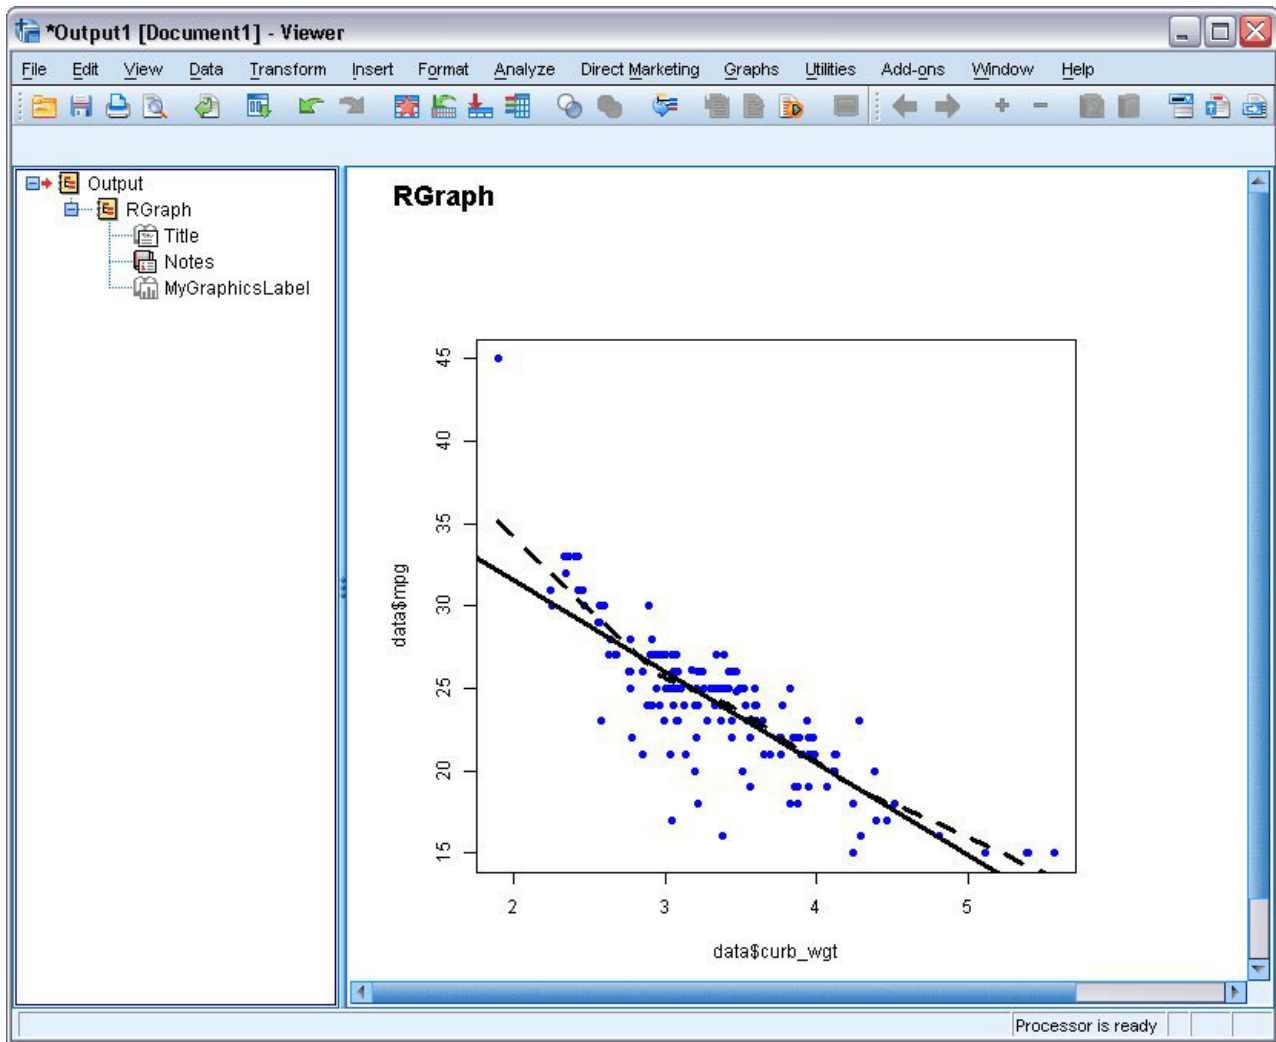 *Output1 [Document1] - Viewer
File Edit View Data Transform Insert Format Analyze Direct Marketing Graphs Utilities Add-ons Window Help
Output
RGraph
Title
Notes
MyGraphicsLabel
RGraph
45
40
35
30
25
20
15
data$mpg
2 3 4 5
data$curb_wgt
Processor is ready